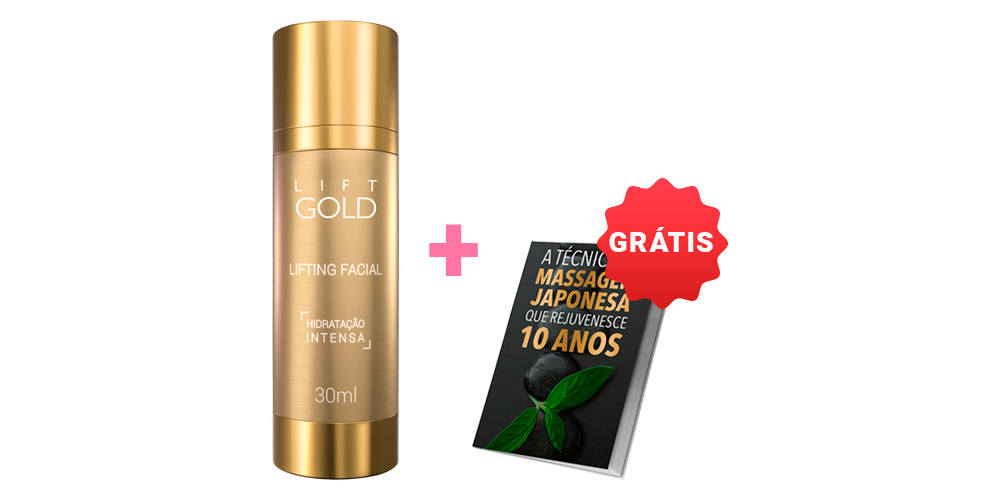 LIFT
GOLD
LIFTING FACIAL
HIDRATAÇÃO
INTENSA
30ml
GRÁTIS
A TÉCNIC
MASSAGE
JAPONESA
QUE REJUVENESCE
10 ANOS